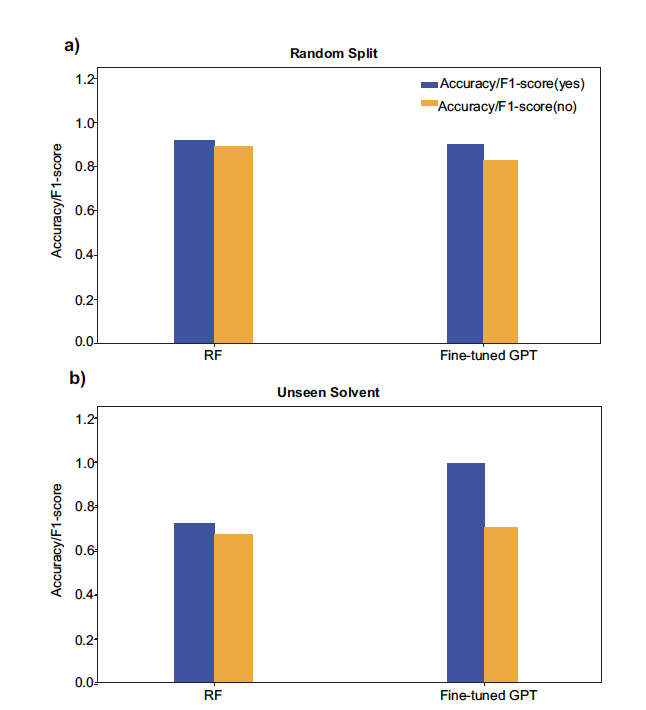 a)
Random Split
Accuracy/F1-score
1.2
1.0
0.8
0.6
0.4
0.2
0.0
Accuracy/F1-score(yes)
Accuracy/F1-score(no)
RF
Fine-tuned GPT
b)
Unseen Solvent
Accuracy/F1-score
1.2
1.0
0.8
0.6
0.4
0.2
0.0
RF
Fine-tuned GPT